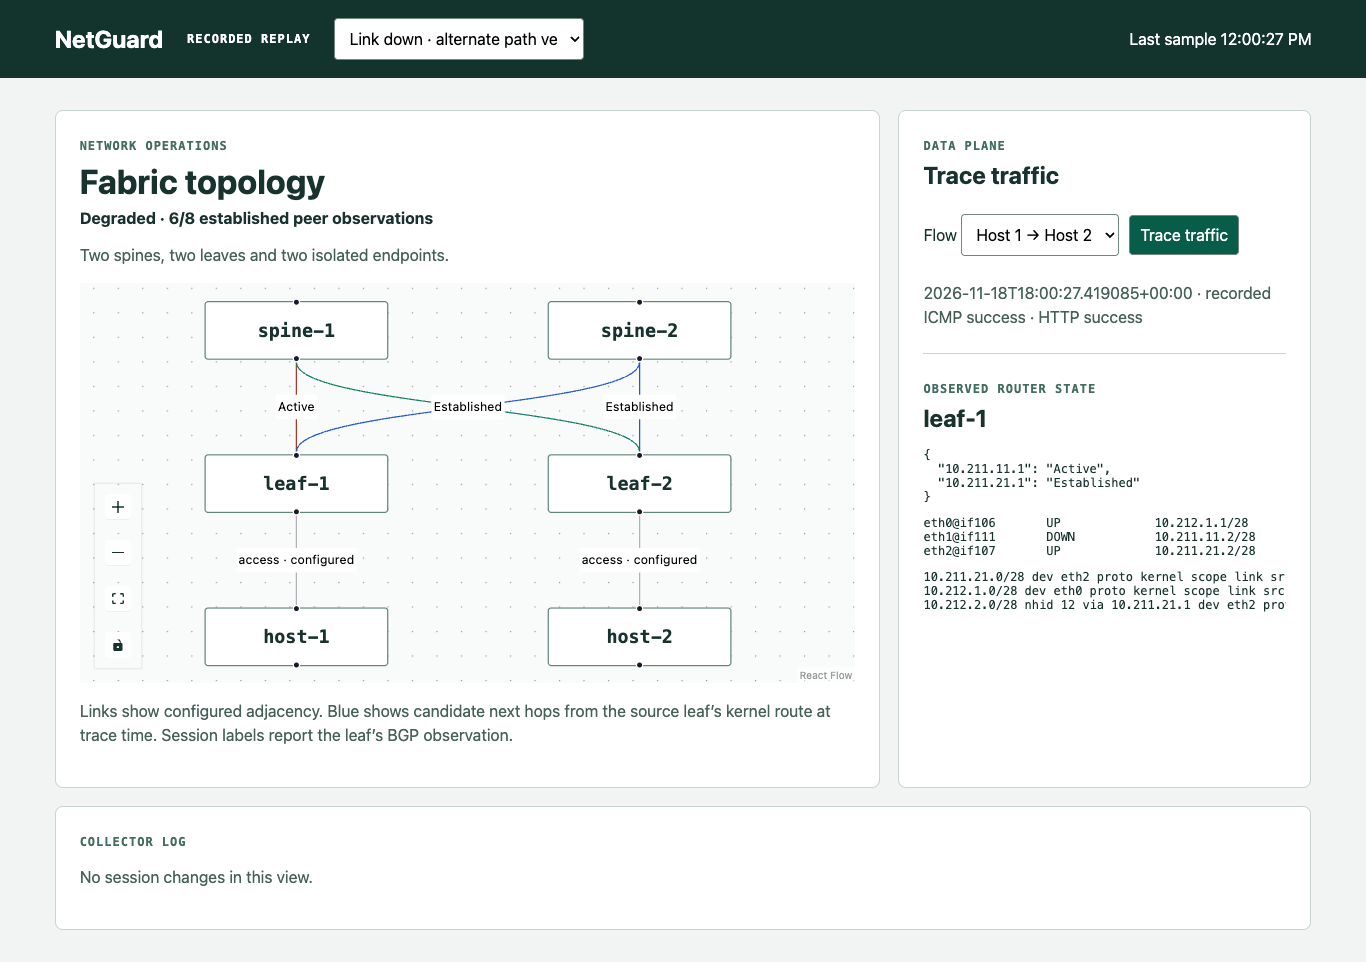 NetGuard
RECORDED REPLAY
Link down · alternate path ve
Last sample 12:00:27 PM
NETWORK OPERATIONS
Fabric topology
Degraded · 6/8 established peer observations
Two spines, two leaves and two isolated endpoints.
spine-1
spine-2
Active
Established
Established
leaf-1
leaf-2
access · configured
access · configured
host-1
host-2
React Flow
Links show configured adjacency. Blue shows candidate next hops from the source leaf’s kernel route at
trace time. Session labels report the leaf’s BGP observation.
DATA PLANE
Trace traffic
Flow
Host 1 → Host 2
Trace traffic
2026-11-18T18:00:27.419085+00:00 · recorded
ICMP success · HTTP success
OBSERVED ROUTER STATE
leaf-1
{
"10.211.11.1": "Active",
"10.211.21.1": "Established"
}
eth0@if106 UP 10.212.1.1/28
eth1@if111 DOWN 10.211.11.2/28
eth2@if107 UP 10.211.21.2/28
10.211.21.0/28 dev eth2 proto kernel scope link sr
10.212.1.0/28 dev eth0 proto kernel scope link src
10.212.2.0/28 nhid 12 via 10.211.21.1 dev eth2 pro
COLLECTOR LOG
No session changes in this view.